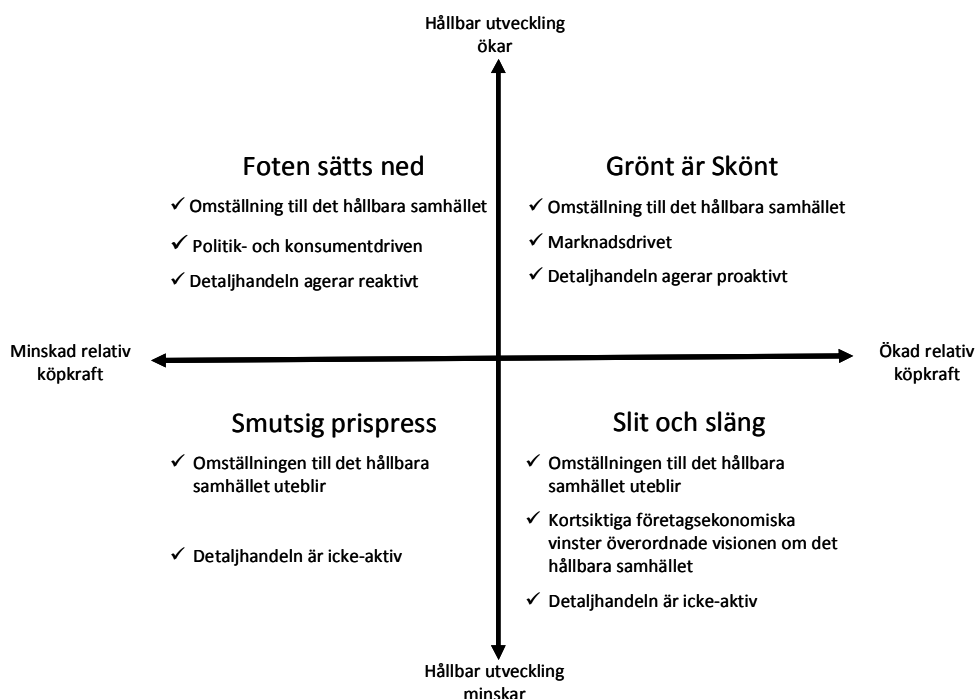 Hållbar utveckling
ökar
Foten sätts ned
✓ Omställning till det hållbara samhället
✓ Politik- och konsumentdriven
✓ Detaljhandeln agerar reaktivt
Grönt är Skönt
✓ Omställning till det hållbara samhället
✓ Marknadsdrivet
✓ Detaljhandeln agerar proaktivt
Minskad relativ
köpkraft
Ökad relativ
köpkraft
Smutsig prispress
✓ Omställningen till det hållbara
samhället uteblir
✓ Detaljhandeln är icke-aktiv
Slit och släng
✓ Omställningen till det hållbara
samhället uteblir
✓ Kortsiktiga företagsekonomiska
vinster överordnade visionen om det
hållbara samhället
✓ Detaljhandeln är icke-aktiv
Hållbar utveckling
minskar